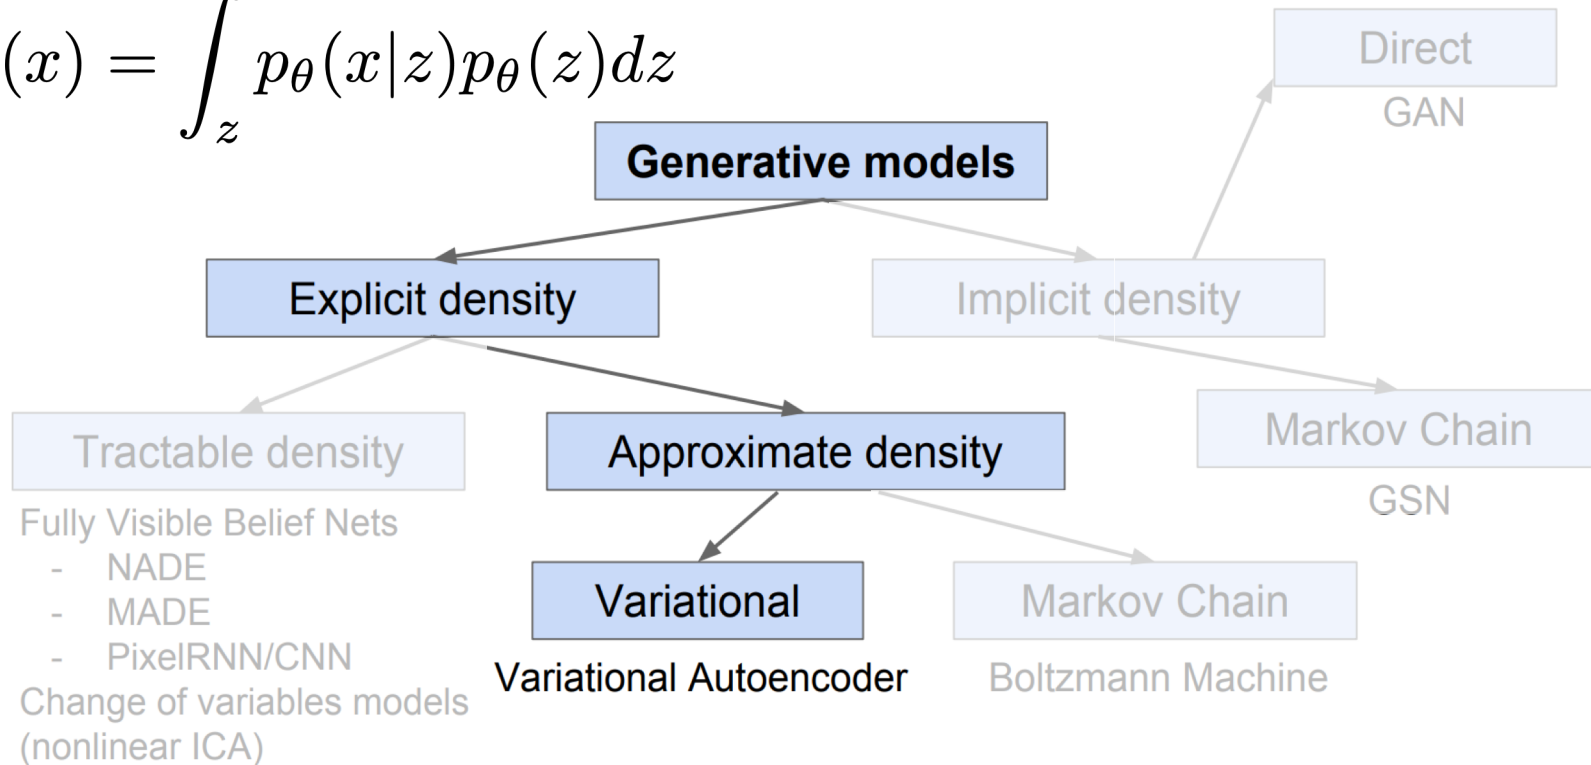 (x) = ∫_z p_θ(x|z)p_θ(z)dz
Direct
GAN
Generative models
Explicit density
Implicit density
Tractable density
Approximate density
Markov Chain
GSN
Fully Visible Belief Nets
- NADE
- MADE
- PixelRNN/CNN
Change of variables models
(nonlinear ICA)
Variational
Markov Chain
Variational Autoencoder
Boltzmann Machine